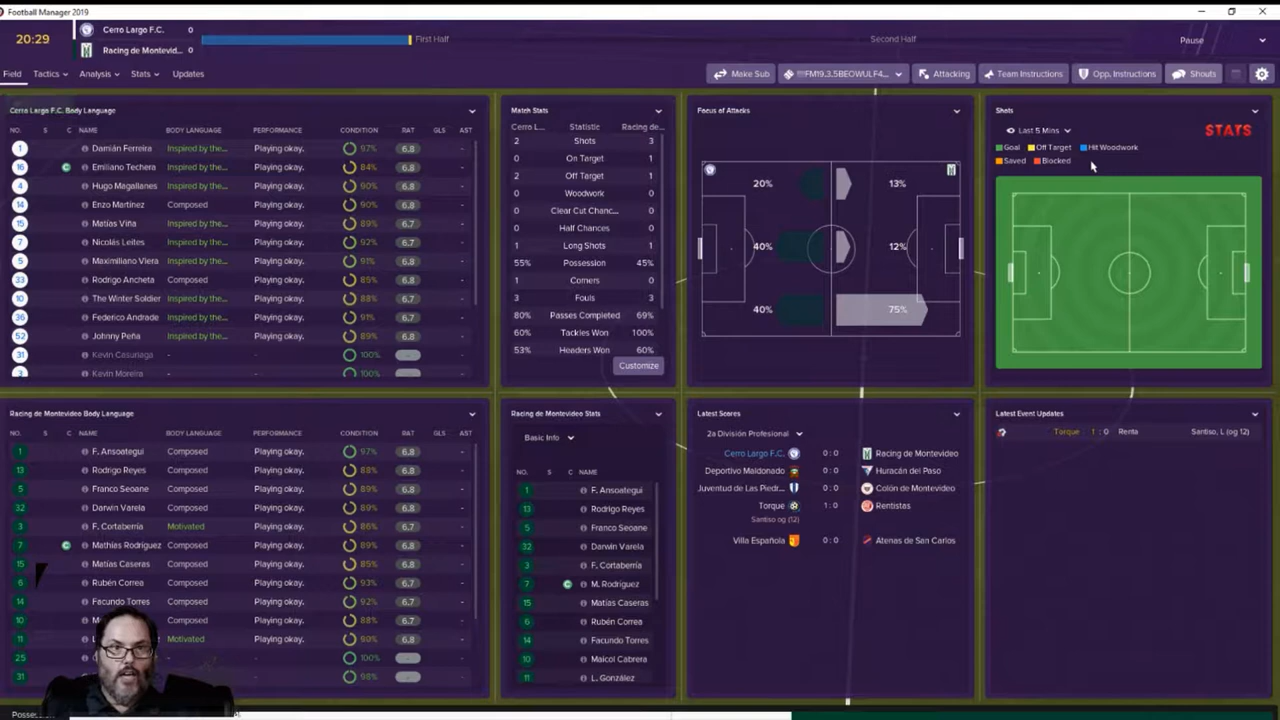 Football Manager 2019
20:29
Cerro Largo F.C. 0
Racing de Montevid... 0
First Half
Second Half
Pause
Field Tactics Analysis Stats Updates
Make Sub
!!!FM19.3.5BEOWULF4...
Attacking
Team Instructions
Opp. Instructions
Shouts
Cerro Largo F.C. Body Language
NO. S C NAME BODY LANGUAGE PERFORMANCE CONDITION RAT GLS AST
1 Damián Ferreira Inspired by the... Playing okay. 97% 6.8 -
16 C Emiliano Techera Inspired by the... Playing okay. 84% 6.8 -
4 Hugo Magallanes Inspired by the... Playing okay. 90% 6.8 -
14 Enzo Martínez Composed Playing okay. 90% 6.8 -
15 Matías Viña Inspired by the... Playing okay. 89% 6.7 -
7 Nicolás Leites Inspired by the... Playing okay. 92% 6.7 -
5 Maximiliano Viera Inspired by the... Playing okay. 91% 6.8 -
33 Rodrigo Ancheta Composed Playing okay. 85% 6.8 -
10 The Winter Soldier Inspired by the... Playing okay. 88% 6.7 -
36 Federico Andrade Inspired by the... Playing okay. 91% 6.7 -
52 Johnny Peña Inspired by the... Playing okay. 89% 6.7 -
31 Kevin Casuriaga - - 100% - -
3 Kevin Moreira - - 100% - -
Match Stats
Cerro L... Statistic Racing de...
2 Shots 3
0 On Target 1
2 Off Target 1
0 Woodwork 0
0 Clear Cut Chanc... 0
0 Half Chances 0
1 Long Shots 1
55% Possession 45%
1 Corners 0
3 Fouls 3
80% Passes Completed 69%
60% Tackles Won 100%
53% Headers Won 60%
Customize
Focus of Attacks
20% 13%
40% 12%
40% 75%
Shots
Last 5 Mins
STATS
Goal Off Target Hit Woodwork
Saved Blocked
Racing de Montevideo Body Language
NO. S C NAME BODY LANGUAGE PERFORMANCE CONDITION RAT GLS AST
1 F. Ansoategui Composed Playing okay. 97% 6.8 -
13 Rodrigo Reyes Composed Playing okay. 88% 6.8 -
5 Franco Seoane Composed Playing okay. 89% 6.8 -
32 Darwin Varela Composed Playing okay. 89% 6.8 -
3 F. Cortaberría Motivated Playing okay. 86% 6.7 -
7 C Mathías Rodríguez Composed Playing okay. 89% 6.8 -
15 Matías Caseras Composed Playing okay. 85% 6.8 -
6 Rubén Correa Composed Playing okay. 93% 6.7 -
14 Facundo Torres Composed Playing okay. 92% 6.7 -
10 Composed Playing okay. 88% 6.8 -
11 Motivated Playing okay. 90% 6.8 -
25 - 100% - -
31 - 98% - -
Racing de Montevideo Stats
Basic Info
NO. S C NAME
1 F. Ansoategui
13 Rodrigo Reyes
5 Franco Seoane
32 Darwin Varela
3 F. Cortaberría
7 C M. Rodríguez
15 Matías Caseras
6 Rubén Correa
14 Facundo Torres
10 Maicol Cabrera
11 L. González
Latest Scores
2a División Profesional
Cerro Largo F.C. 0 : 0 Racing de Montevideo
Deportivo Maldonado 0 : 0 Huracán del Paso
Juventud de Las Piedr... 0 : 0 Colón de Montevideo
Torque 1 : 0 Rentistas
Santiso og (12)
Villa Española 0 : 0 Atenas de San Carlos
Latest Event Updates
Torque 1 : 0 Renta Santiso, L (og 12)